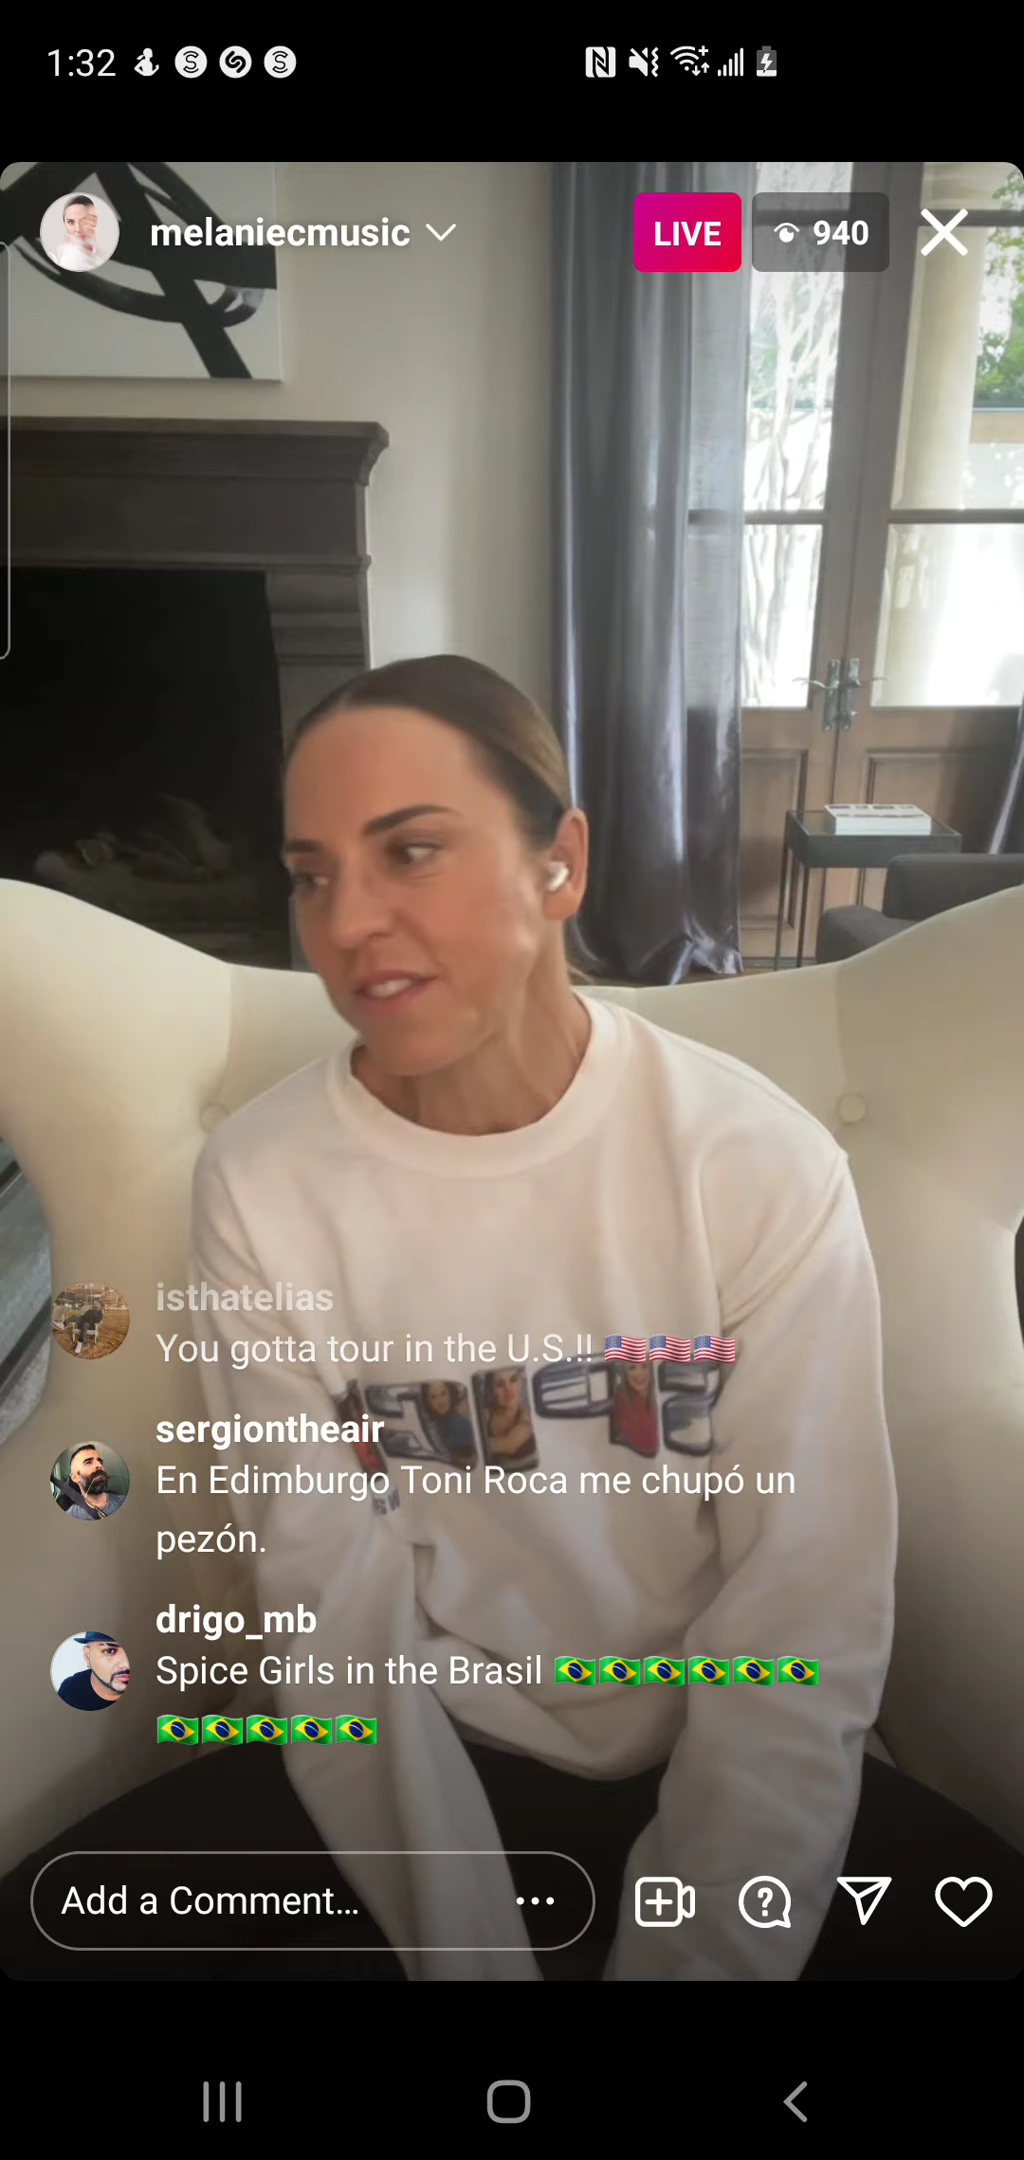 1:32
melaniecmusic
LIVE
940
isthatelias
You gotta tour in the U.S.!! 🇺🇸🇺🇸🇺🇸
sergiontheair
En Edimburgo Toni Roca me chupó un
pezón.
drigo_mb
Spice Girls in the Brasil 🇧🇷🇧🇷🇧🇷🇧🇷🇧🇷🇧🇷
🇧🇷🇧🇷🇧🇷🇧🇷🇧🇷
Add a Comment...